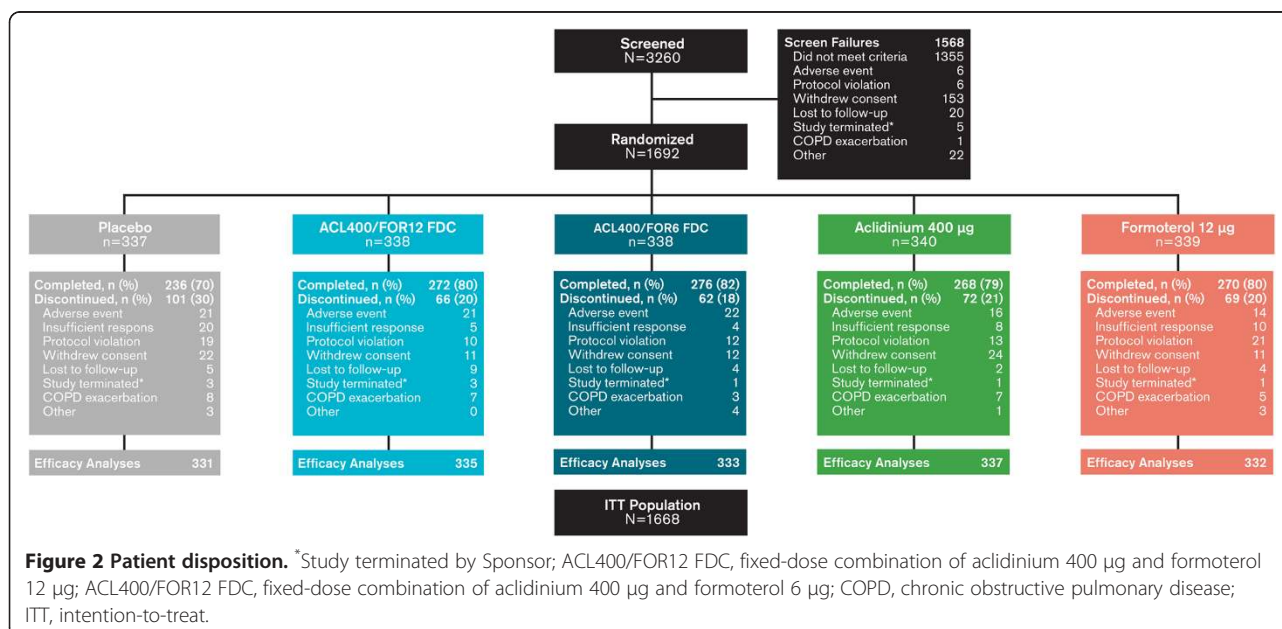 Screened
N=3260
Screen Failures 1568
Did not meet criteria 1355
Adverse event 6
Protocol violation 6
Withdrew consent 153
Lost to follow-up 20
Study terminated* 5
COPD exacerbation 1
Other 22
Randomized
N=1692
Placebo
n=337
Completed, n (%) 236 (70)
Discontinued, n (%) 101 (30)
Adverse event 21
Insufficient respons 20
Protocol violation 19
Withdrew consent 22
Lost to follow-up 5
Study terminated* 3
COPD exacerbation 8
Other 3
Efficacy Analyses 331
ACL400/FOR12 FDC
n=338
Completed, n (%) 272 (80)
Discontinued, n (%) 66 (20)
Adverse event 21
Insufficient response 5
Protocol violation 10
Withdrew consent 11
Lost to follow-up 9
Study terminated* 3
COPD exacerbation 7
Other 0
Efficacy Analyses 335
ACL400/FOR6 FDC
n=338
Completed, n (%) 276 (82)
Discontinued, n (%) 62 (18)
Adverse event 22
Insufficient response 4
Protocol violation 12
Withdrew consent 12
Lost to follow-up 4
Study terminated* 1
COPD exacerbation 3
Other 4
Efficacy Analyses 333
Aclidinium 400 µg
n=340
Completed, n (%) 268 (79)
Discontinued, n (%) 72 (21)
Adverse event 16
Insufficient response 8
Protocol violation 13
Withdrew consent 24
Lost to follow-up 2
Study terminated* 1
COPD exacerbation 7
Other 1
Efficacy Analyses 337
Formoterol 12 µg
n=339
Completed, n (%) 270 (80)
Discontinued, n (%) 69 (20)
Adverse event 14
Insufficient response 10
Protocol violation 21
Withdrew consent 11
Lost to follow-up 4
Study terminated* 1
COPD exacerbation 5
Other 3
Efficacy Analyses 332
ITT Population
N=1668
Figure 2 Patient disposition. *Study terminated by Sponsor; ACL400/FOR12 FDC, fixed-dose combination of aclidinium 400 µg and formoterol
12 µg; ACL400/FOR12 FDC, fixed-dose combination of aclidinium 400 µg and formoterol 6 µg; COPD, chronic obstructive pulmonary disease;
ITT, intention-to-treat.